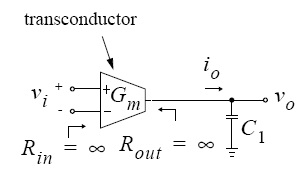 transconductor
i_o
v_i + - + - G_m v_o
C_1
R_in = ∞ R_out = ∞